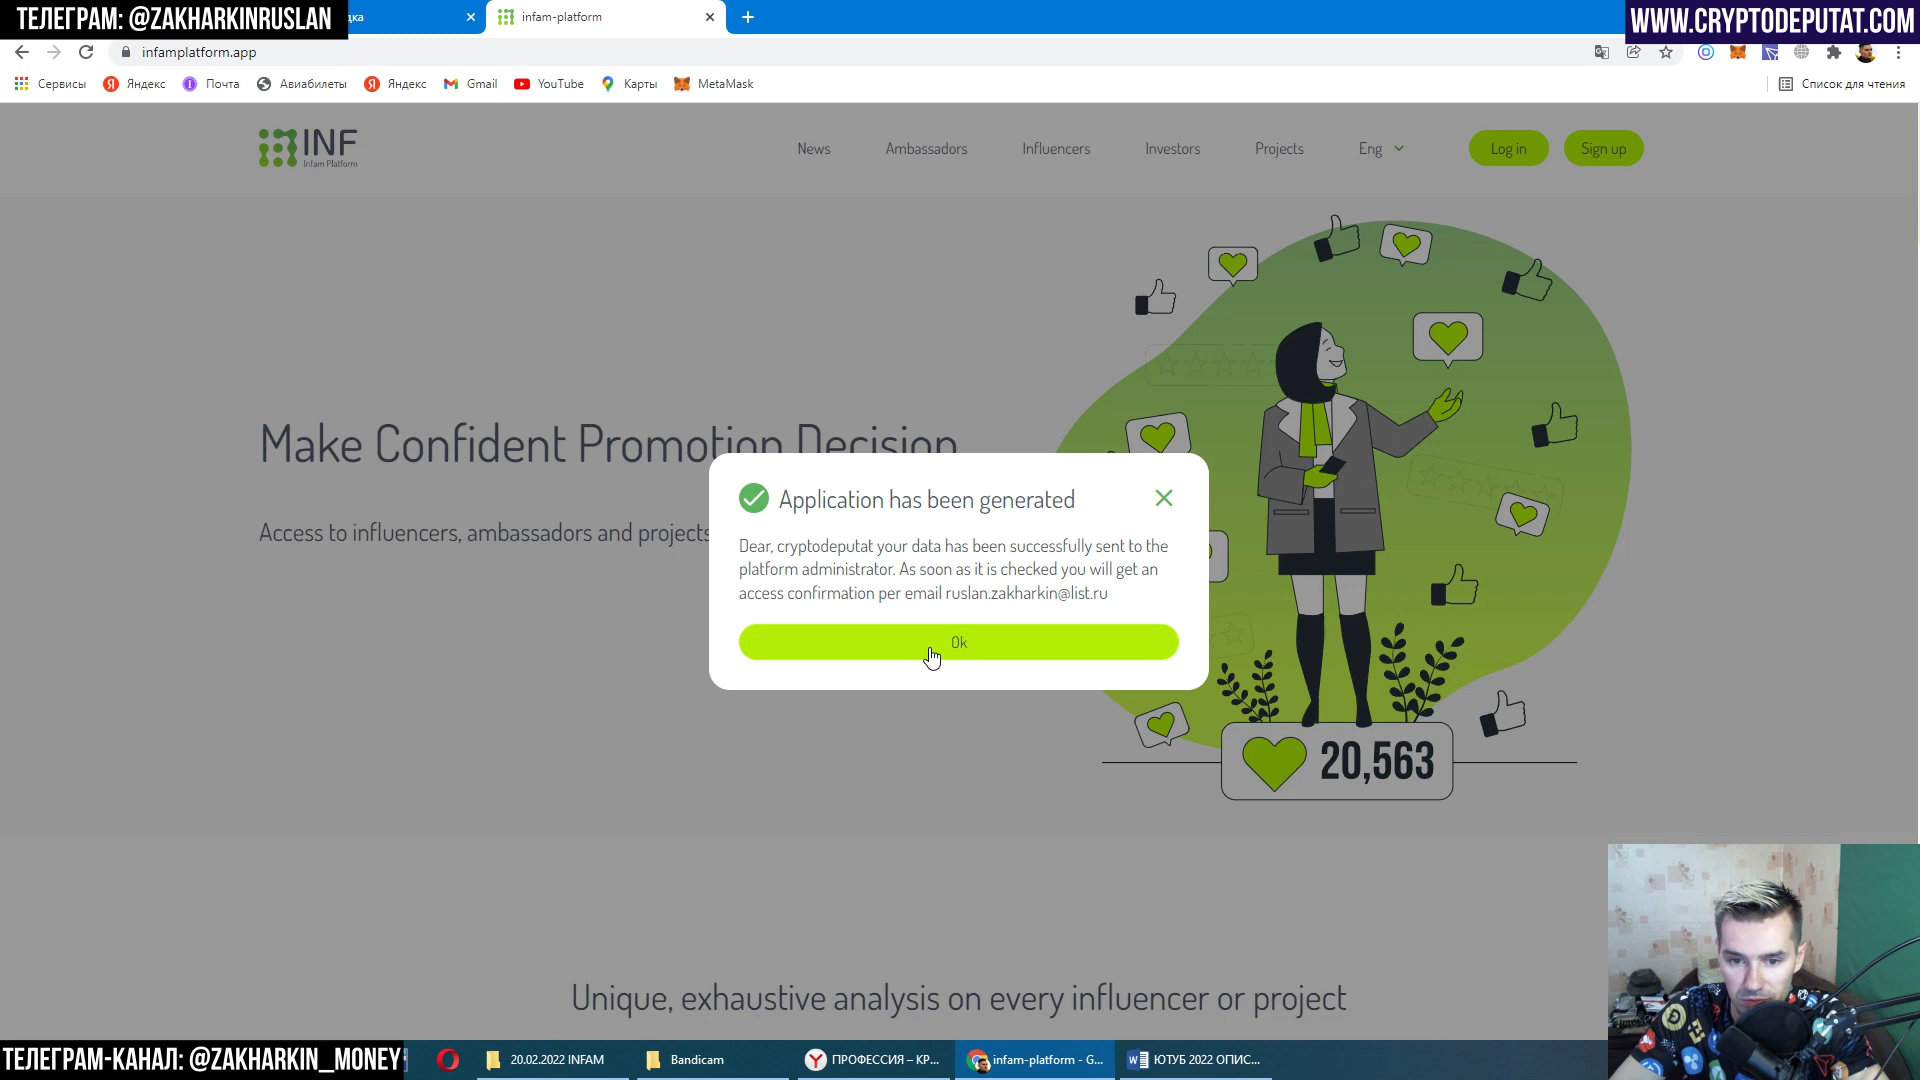 ТЕЛЕГРАМ: @ZAKHARKINRUSLAN
дка
infam-platform
WWW.CRYPTODEPUTAT.COM
infamplatform.app
Сервисы
Яндекс
Почта
Авиабилеты
Яндекс
Gmail
YouTube
Карты
MetaMask
Список для чтения
INF
Infam Platform
News
Ambassadors
Influencers
Investors
Projects
Eng
Log in
Sign up
Make Confident Promotion Decision
Access to influencers, ambassadors and projects
Application has been generated
Dear, cryptodeputat your data has been successfully sent to the
platform administrator. As soon as it is checked you will get an
access confirmation per email ruslan.zakharkin@list.ru
Ok
20,563
Unique, exhaustive analysis on every influencer or project
ТЕЛЕГРАМ-КАНАЛ: @ZAKHARKIN_MONEY
20.02.2022 INFAM
Bandicam
ПРОФЕССИЯ – КР...
infam-platform - G...
ЮТУБ 2022 ОПИС...